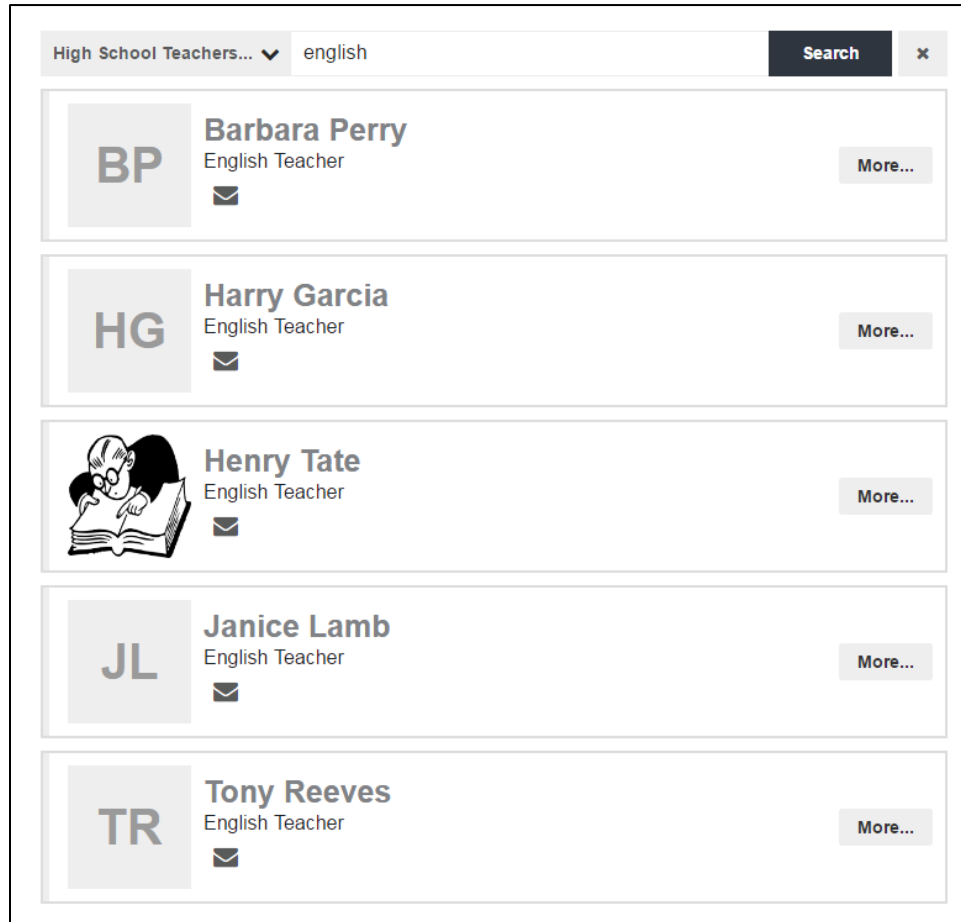 High School Teachers... english Search ×
BP
Barbara Perry
English Teacher
More...
HG
Harry Garcia
English Teacher
More...
Henry Tate
English Teacher
More...
JL
Janice Lamb
English Teacher
More...
TR
Tony Reeves
English Teacher
More...